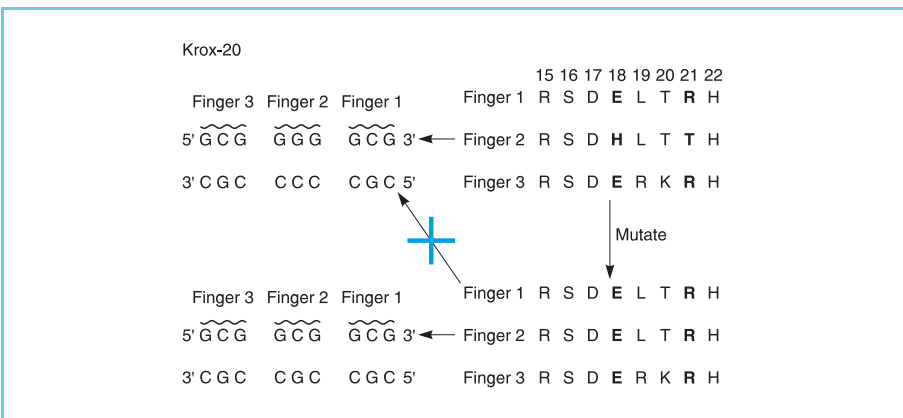 Krox-20
15 16 17 18 19 20 21 22
Finger 3 Finger 2 Finger 1
Finger 1 R S D E L T R H
5' G C G G G G G C G 3'
Finger 2 R S D H L T T H
3' C G C C C C C G C 5'
Finger 3 R S D E R K R H
Mutate
Finger 3 Finger 2 Finger 1
Finger 1 R S D E L T R H
5' G C G G C G G C G 3'
Finger 2 R S D E L T R H
3' C G C C G C C G C 5'
Finger 3 R S D E R K R H